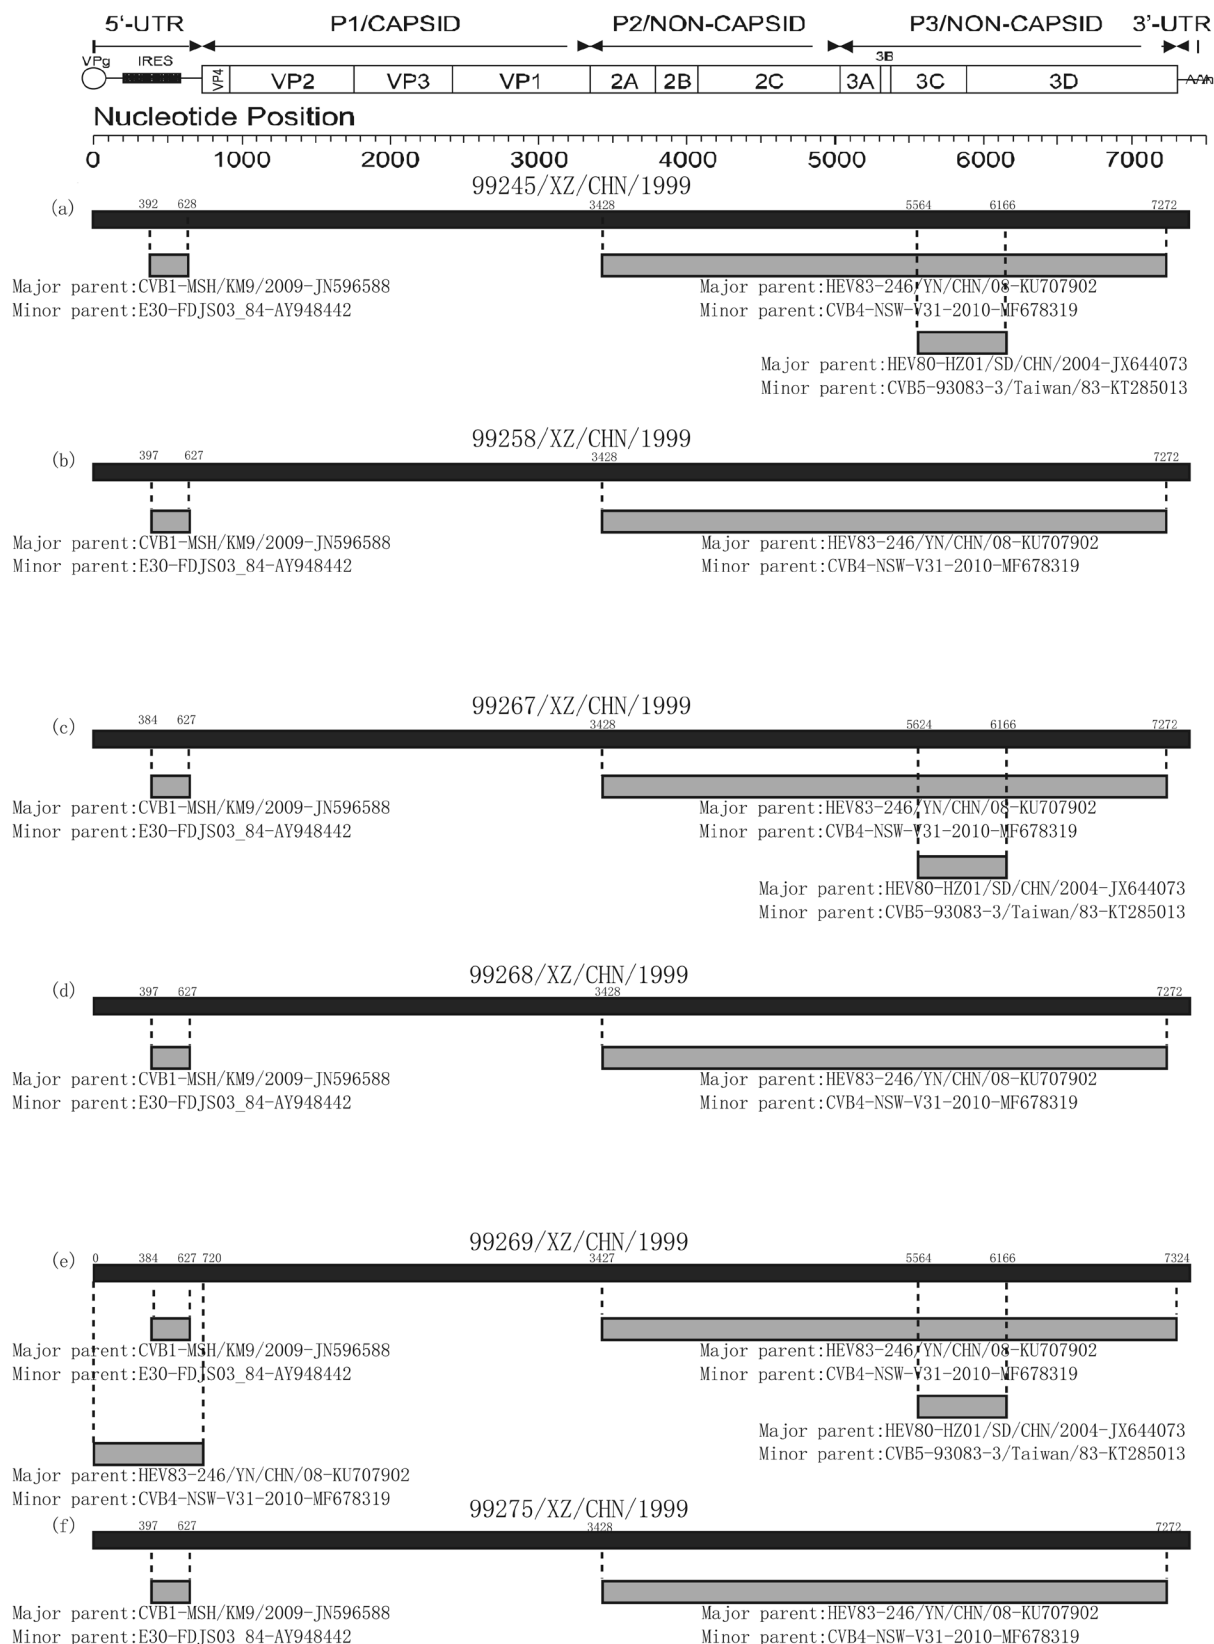 5‘-UTR P1/CAPSID P2/NON-CAPSID P3/NON-CAPSID 3’-UTR
VPg IRES 3B
VP4 VP2 VP3 VP1 2A 2B 2C 3A 3C 3D
Nucleotide Position
0 1000 2000 3000 4000 5000 6000 7000
99245/XZ/CHN/1999
(a) 392 628 3428 5564 6166 7272
Major parent:CVB1-MSH/KM9/2009-JN596588 Major parent:HEV83-246/YN/CHN/08-KU707902
Minor parent:E30-FDJS03_84-AY948442 Minor parent:CVB4-NSW-V31-2010-MF678319
Major parent:HEV80-HZ01/SD/CHN/2004-JX644073
Minor parent:CVB5-93083-3/Taiwan/83-KT285013
99258/XZ/CHN/1999
(b) 397 627 3428 7272
Major parent:CVB1-MSH/KM9/2009-JN596588 Major parent:HEV83-246/YN/CHN/08-KU707902
Minor parent:E30-FDJS03_84-AY948442 Minor parent:CVB4-NSW-V31-2010-MF678319
99267/XZ/CHN/1999
(c) 384 627 3428 5624 6166 7272
Major parent:CVB1-MSH/KM9/2009-JN596588 Major parent:HEV83-246/YN/CHN/08-KU707902
Minor parent:E30-FDJS03_84-AY948442 Minor parent:CVB4-NSW-V31-2010-MF678319
Major parent:HEV80-HZ01/SD/CHN/2004-JX644073
Minor parent:CVB5-93083-3/Taiwan/83-KT285013
99268/XZ/CHN/1999
(d) 397 627 3428 7272
Major parent:CVB1-MSH/KM9/2009-JN596588 Major parent:HEV83-246/YN/CHN/08-KU707902
Minor parent:E30-FDJS03_84-AY948442 Minor parent:CVB4-NSW-V31-2010-MF678319
99269/XZ/CHN/1999
(e) 0 384 627 720 3427 5564 6166 7324
Major parent:CVB1-MSH/KM9/2009-JN596588 Major parent:HEV83-246/YN/CHN/08-KU707902
Minor parent:E30-FDJS03_84-AY948442 Minor parent:CVB4-NSW-V31-2010-MF678319
Major parent:HEV80-HZ01/SD/CHN/2004-JX644073
Minor parent:CVB5-93083-3/Taiwan/83-KT285013
Major parent:HEV83-246/YN/CHN/08-KU707902
Minor parent:CVB4-NSW-V31-2010-MF678319
99275/XZ/CHN/1999
(f) 397 627 3428 7272
Major parent:CVB1-MSH/KM9/2009-JN596588 Major parent:HEV83-246/YN/CHN/08-KU707902
Minor parent:E30-FDJS03_84-AY948442 Minor parent:CVB4-NSW-V31-2010-MF678319